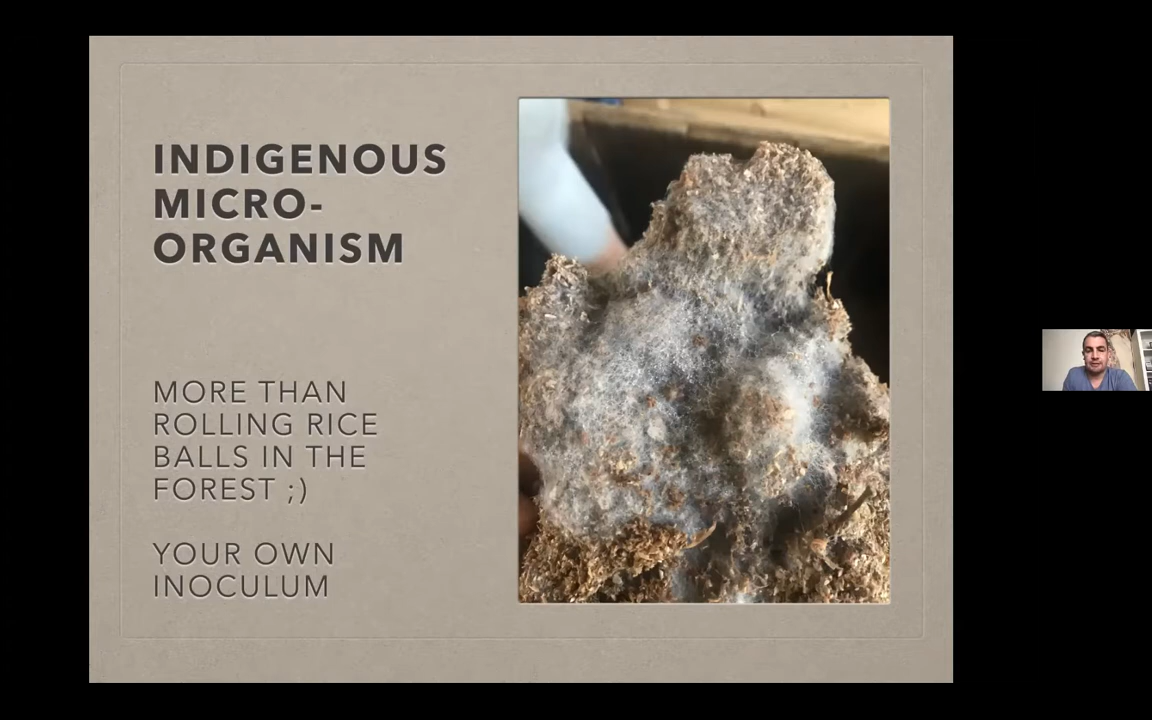 INDIGENOUS
MICRO-
ORGANISM
MORE THAN
ROLLING RICE
BALLS IN THE
FOREST ;)
YOUR OWN
INOCULUM